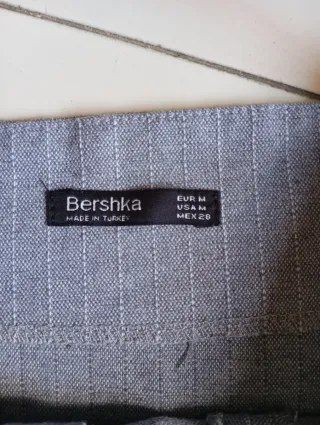 Bershka
MADE IN TURKEY
EUR M
USA M
MEX 28